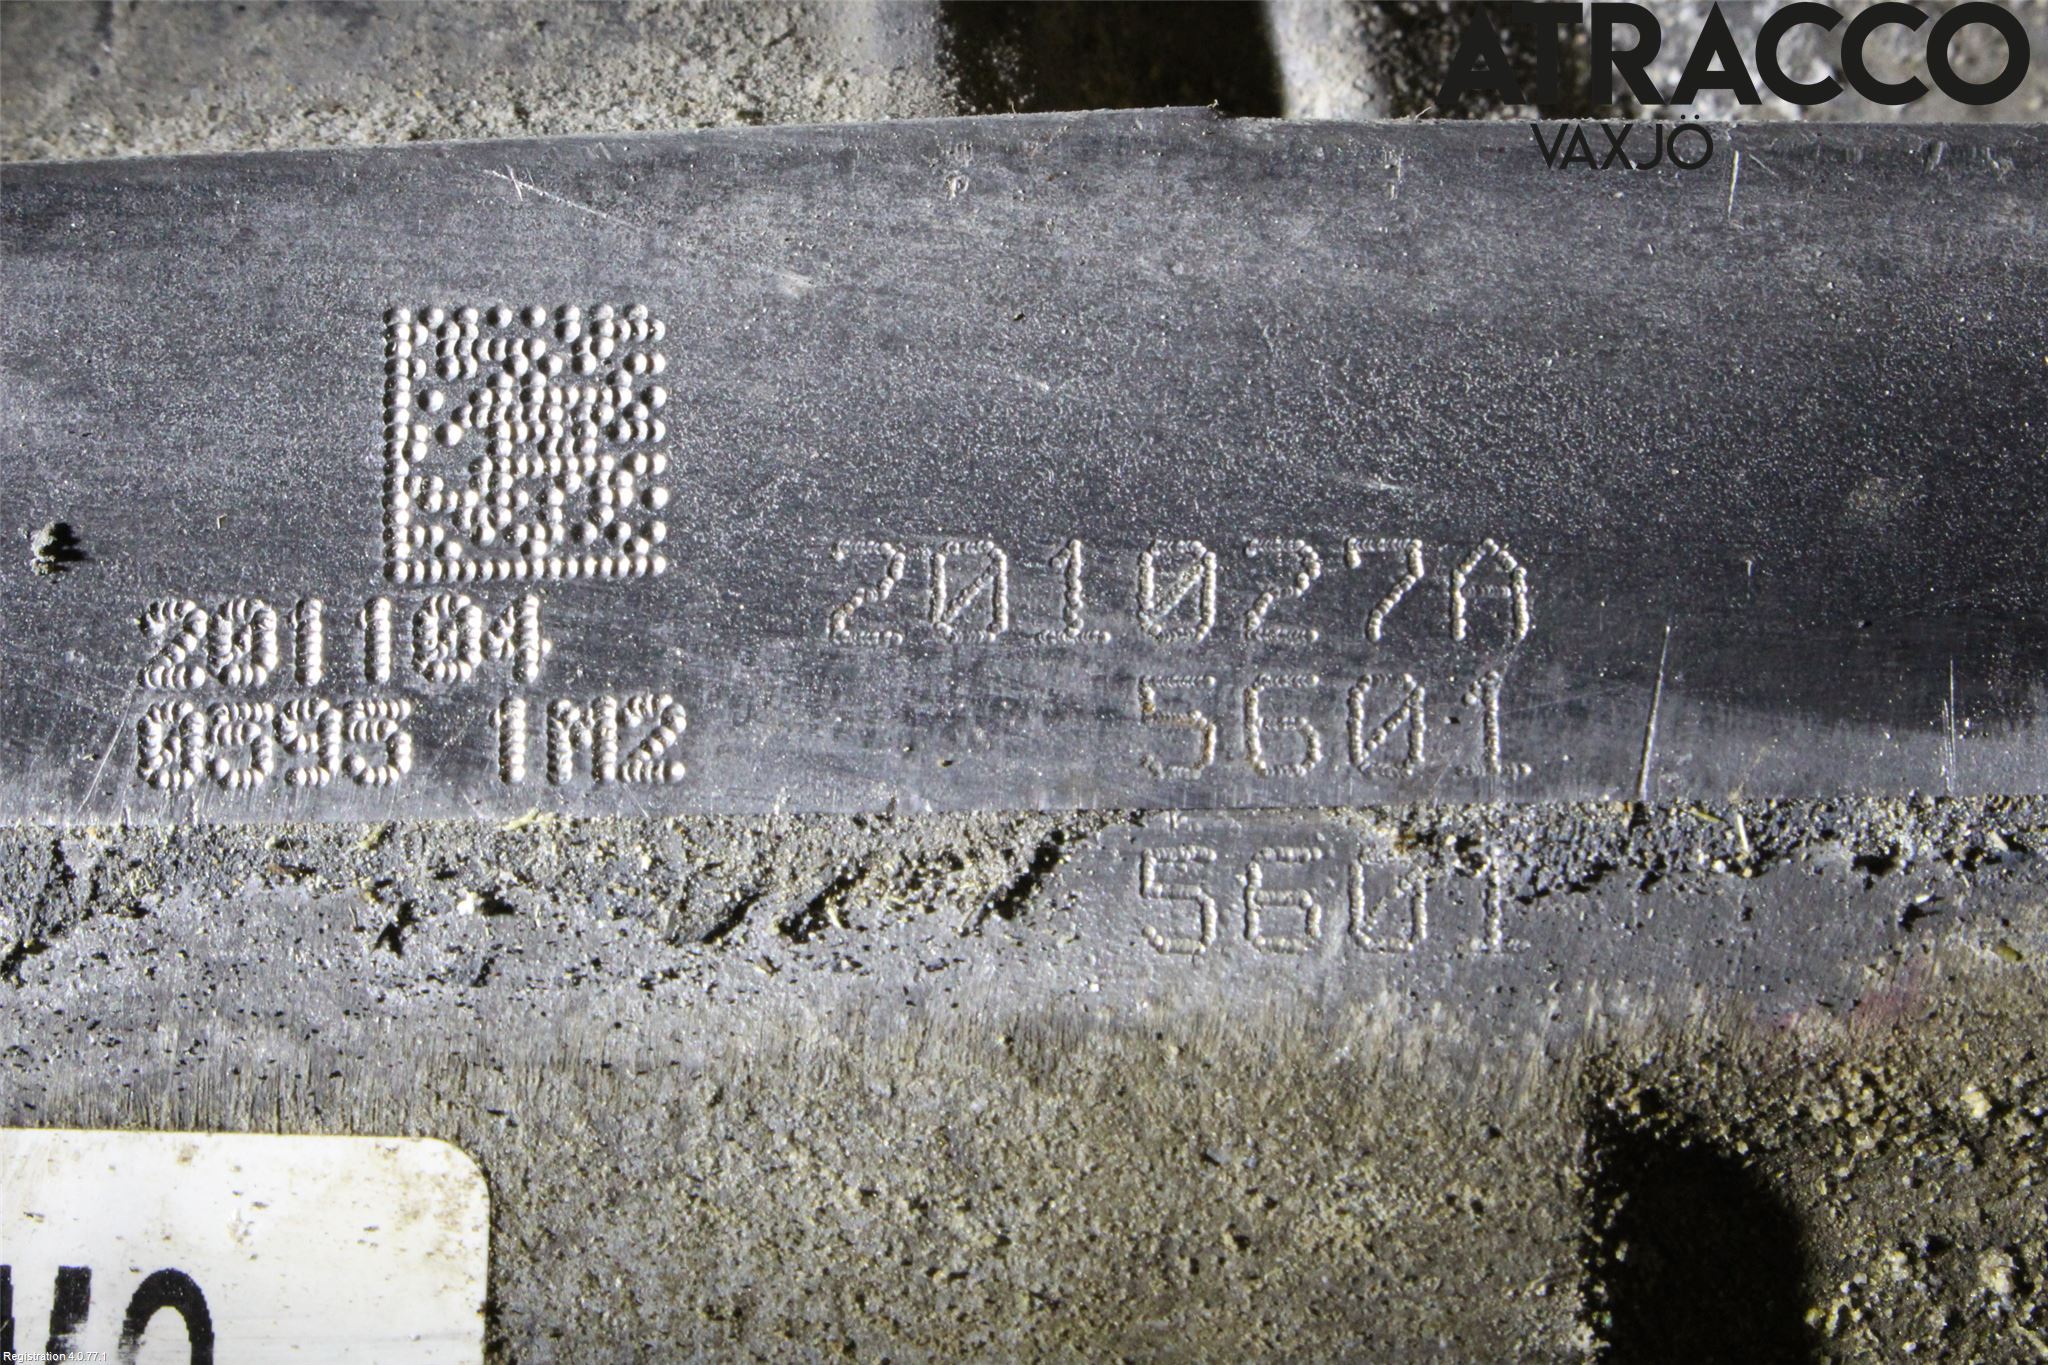 ATRACCO
VAXJÖ
201104
0595 1M2
201027A
5601
5601
Registration 4.0.77.1